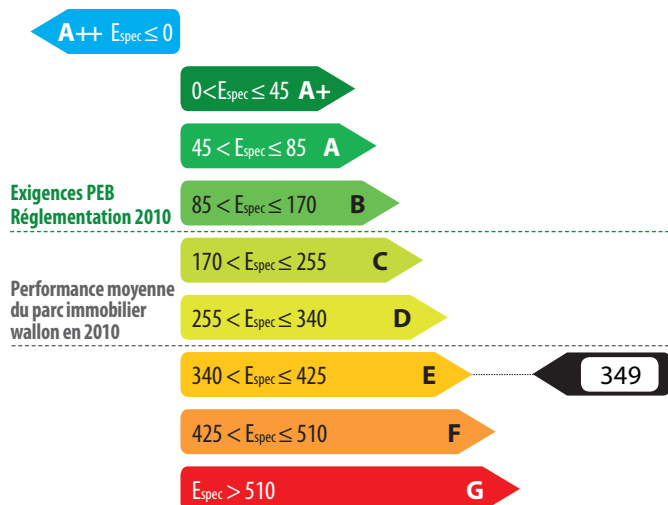 A++ Espec ≤ 0
0<Espec ≤ 45 A+
45 < Espec ≤ 85 A
Exigences PEB
Réglementation 2010
85 < Espec ≤ 170 B
170 < Espec ≤ 255 C
Performance moyenne
du parc immobilier
wallon en 2010
255 < Espec ≤ 340 D
340 < Espec ≤ 425 E
349
425 < Espec ≤ 510 F
Espec > 510 G